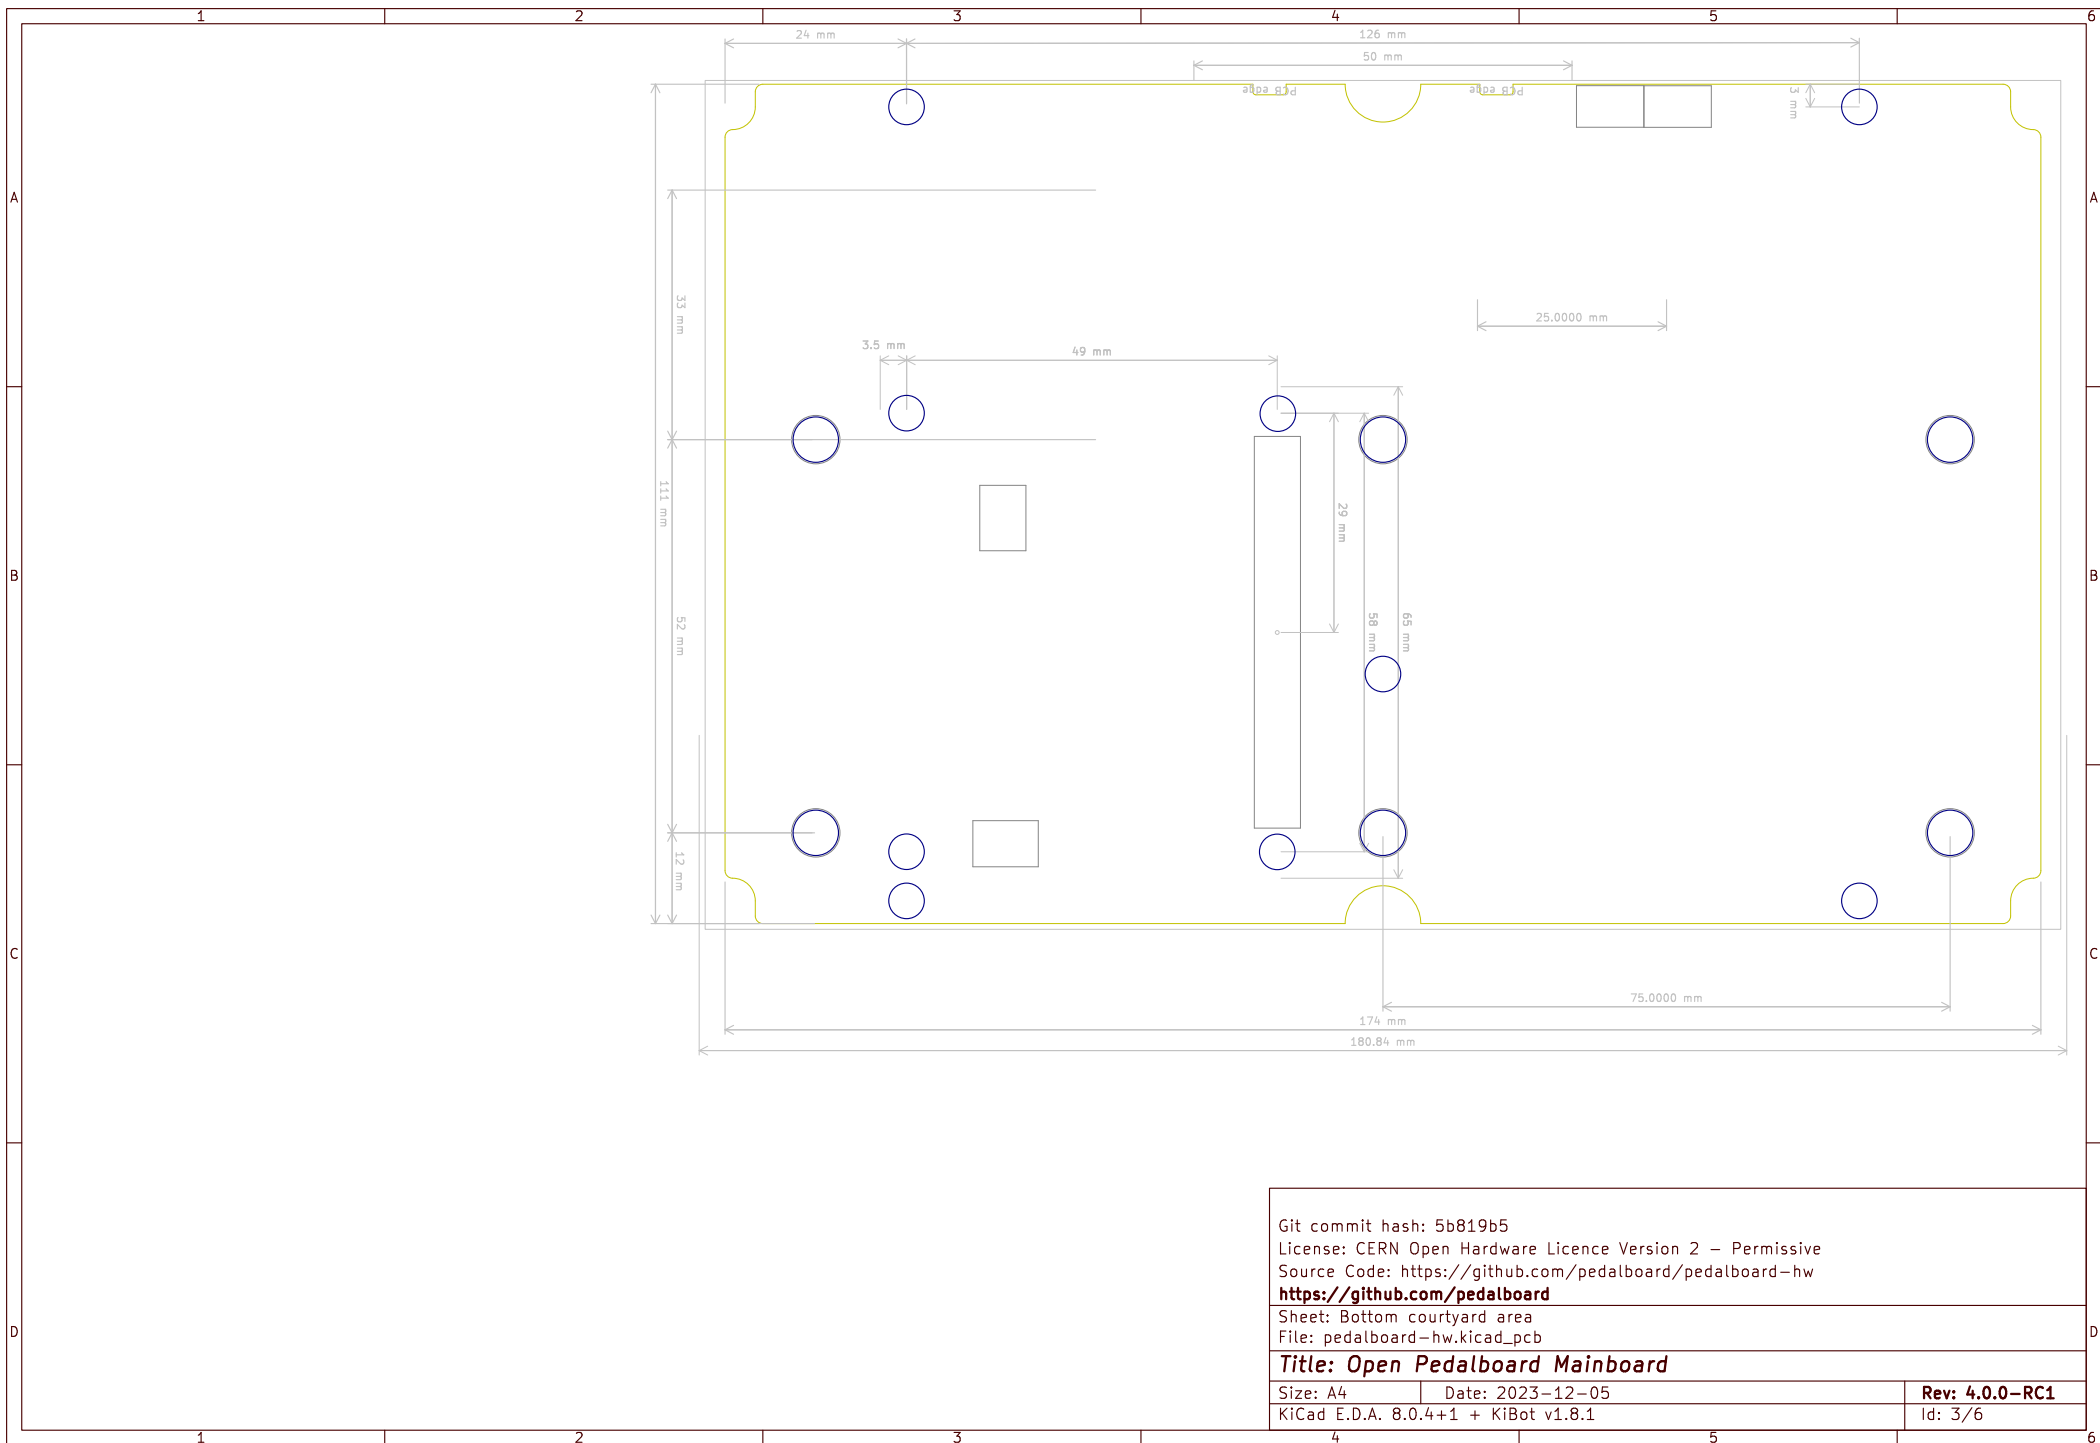 1 2 3 4 5 6
24 mm
126 mm
50 mm
PCB edge
PCB edge
3 mm
A
A
33 mm
25.0000 mm
3.5 mm
49 mm
111 mm
29 mm
B
B
52 mm
58 mm
65 mm
12 mm
C
C
75.0000 mm
174 mm
180.84 mm
Git commit hash: 5b819b5
License: CERN Open Hardware Licence Version 2 - Permissive
Source Code: https://github.com/pedalboard/pedalboard-hw
https://github.com/pedalboard
Sheet: Bottom courtyard area
File: pedalboard-hw.kicad_pcb
D
D
Title: Open Pedalboard Mainboard
Size: A4
Date: 2023-12-05
Rev: 4.0.0-RC1
KiCad E.D.A. 8.0.4+1 + KiBot v1.8.1
Id: 3/6
1 2 3 4 5 6